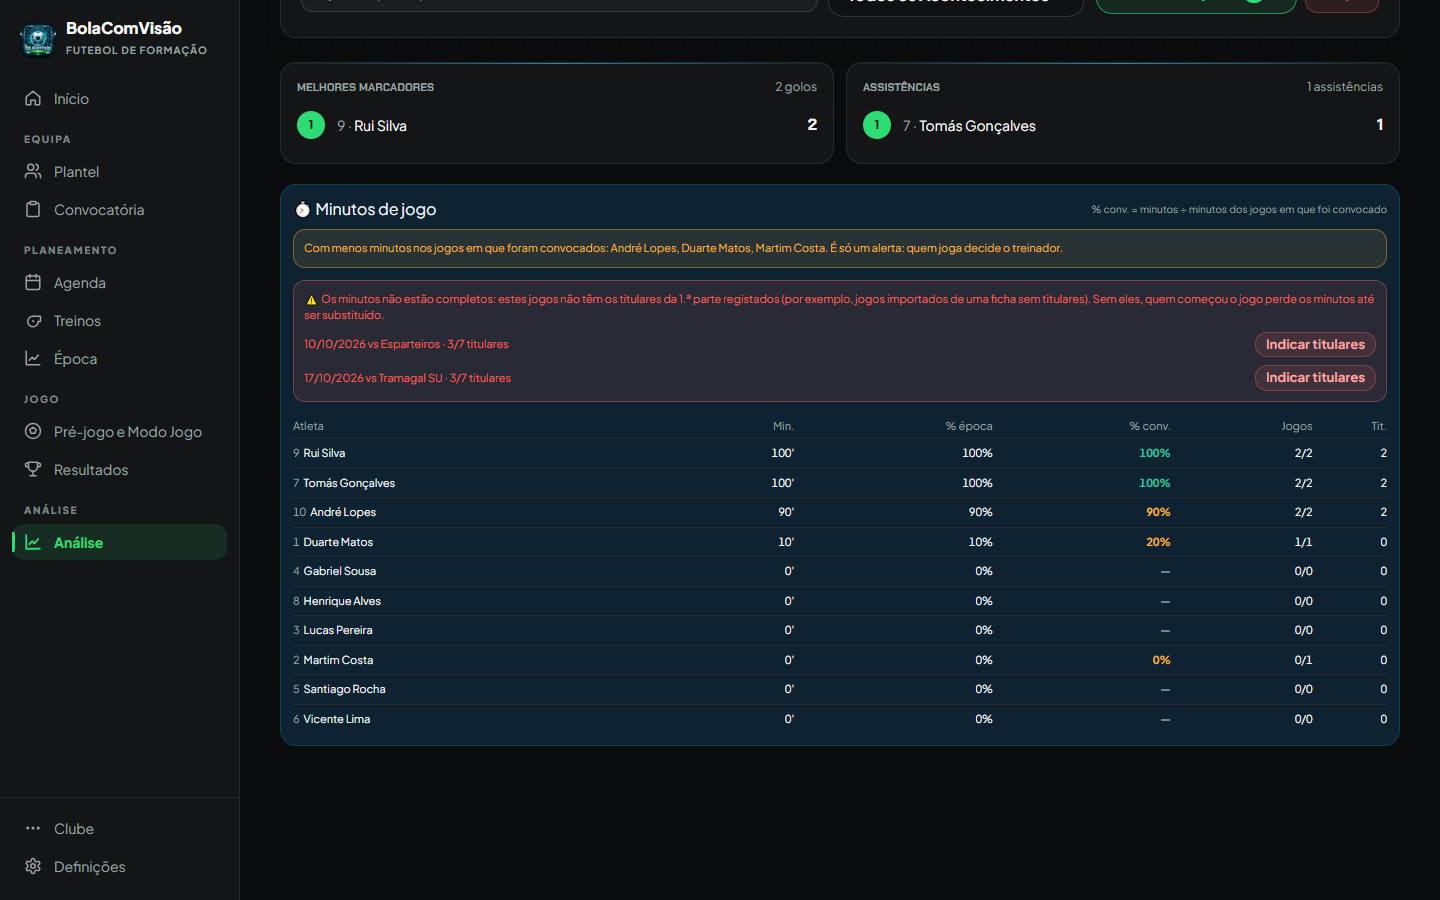 BolaComVisão
FUTEBOL DE FORMAÇÃO
Início
EQUIPA
Plantel
Convocatória
PLANEAMENTO
Agenda
Treinos
Época
JOGO
Pré-jogo e Modo Jogo
Resultados
ANÁLISE
Análise
Clube
Definições
MELHORES MARCADORES 2 golos
1 9 · Rui Silva 2
ASSISTÊNCIAS 1 assistências
1 7 · Tomás Gonçalves 1
Minutos de jogo % conv. = minutos ÷ minutos dos jogos em que foi convocado
Com menos minutos nos jogos em que foram convocados: André Lopes, Duarte Matos, Martim Costa. É só um alerta: quem joga decide o treinador.
Os minutos não estão completos: estes jogos não têm os titulares da 1.ª parte registados (por exemplo, jogos importados de uma ficha sem titulares). Sem eles, quem começou o jogo perde os minutos até
ser substituído.
10/10/2026 vs Esparteiros · 3/7 titulares Indicar titulares
17/10/2026 vs Tramagal SU · 3/7 titulares Indicar titulares
Atleta Min. % época % conv. Jogos Tit.
9 Rui Silva 100' 100% 100% 2/2 2
7 Tomás Gonçalves 100' 100% 100% 2/2 2
10 André Lopes 90' 90% 90% 2/2 2
1 Duarte Matos 10' 10% 20% 1/1 0
4 Gabriel Sousa 0' 0% — 0/0 0
8 Henrique Alves 0' 0% — 0/0 0
3 Lucas Pereira 0' 0% — 0/0 0
2 Martim Costa 0' 0% 0% 0/1 0
5 Santiago Rocha 0' 0% — 0/0 0
6 Vicente Lima 0' 0% — 0/0 0